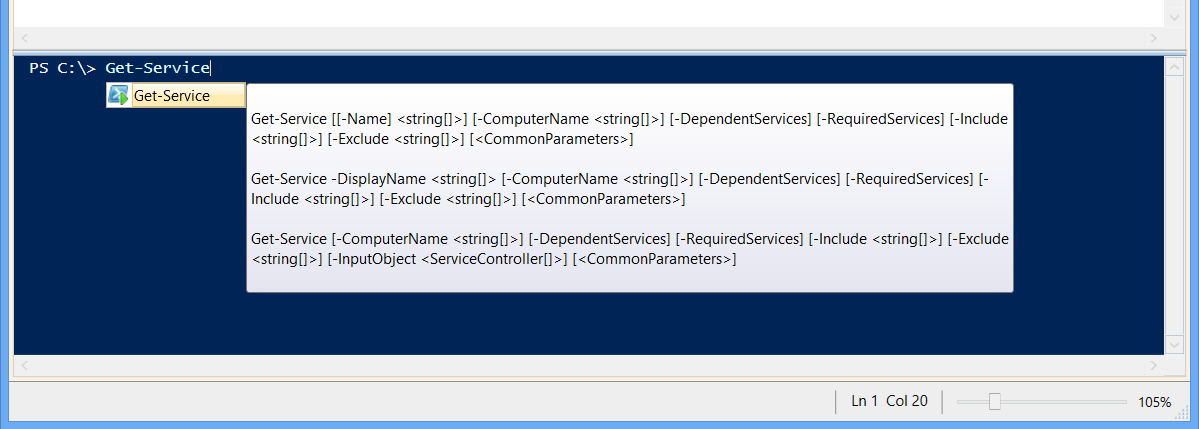 PS C:\> Get-Service
Get-Service
Get-Service [[-Name] <string[]>] [-ComputerName <string[]>] [-DependentServices] [-RequiredServices] [-Include
<string[]>] [-Exclude <string[]>] [<CommonParameters>]
Get-Service -DisplayName <string[]> [-ComputerName <string[]>] [-DependentServices] [-RequiredServices] [-
Include <string[]>] [-Exclude <string[]>] [<CommonParameters>]
Get-Service [-ComputerName <string[]>] [-DependentServices] [-RequiredServices] [-Include <string[]>] [-Exclude
<string[]>] [-InputObject <ServiceController[]>] [<CommonParameters>]
Ln 1 Col 20
105%